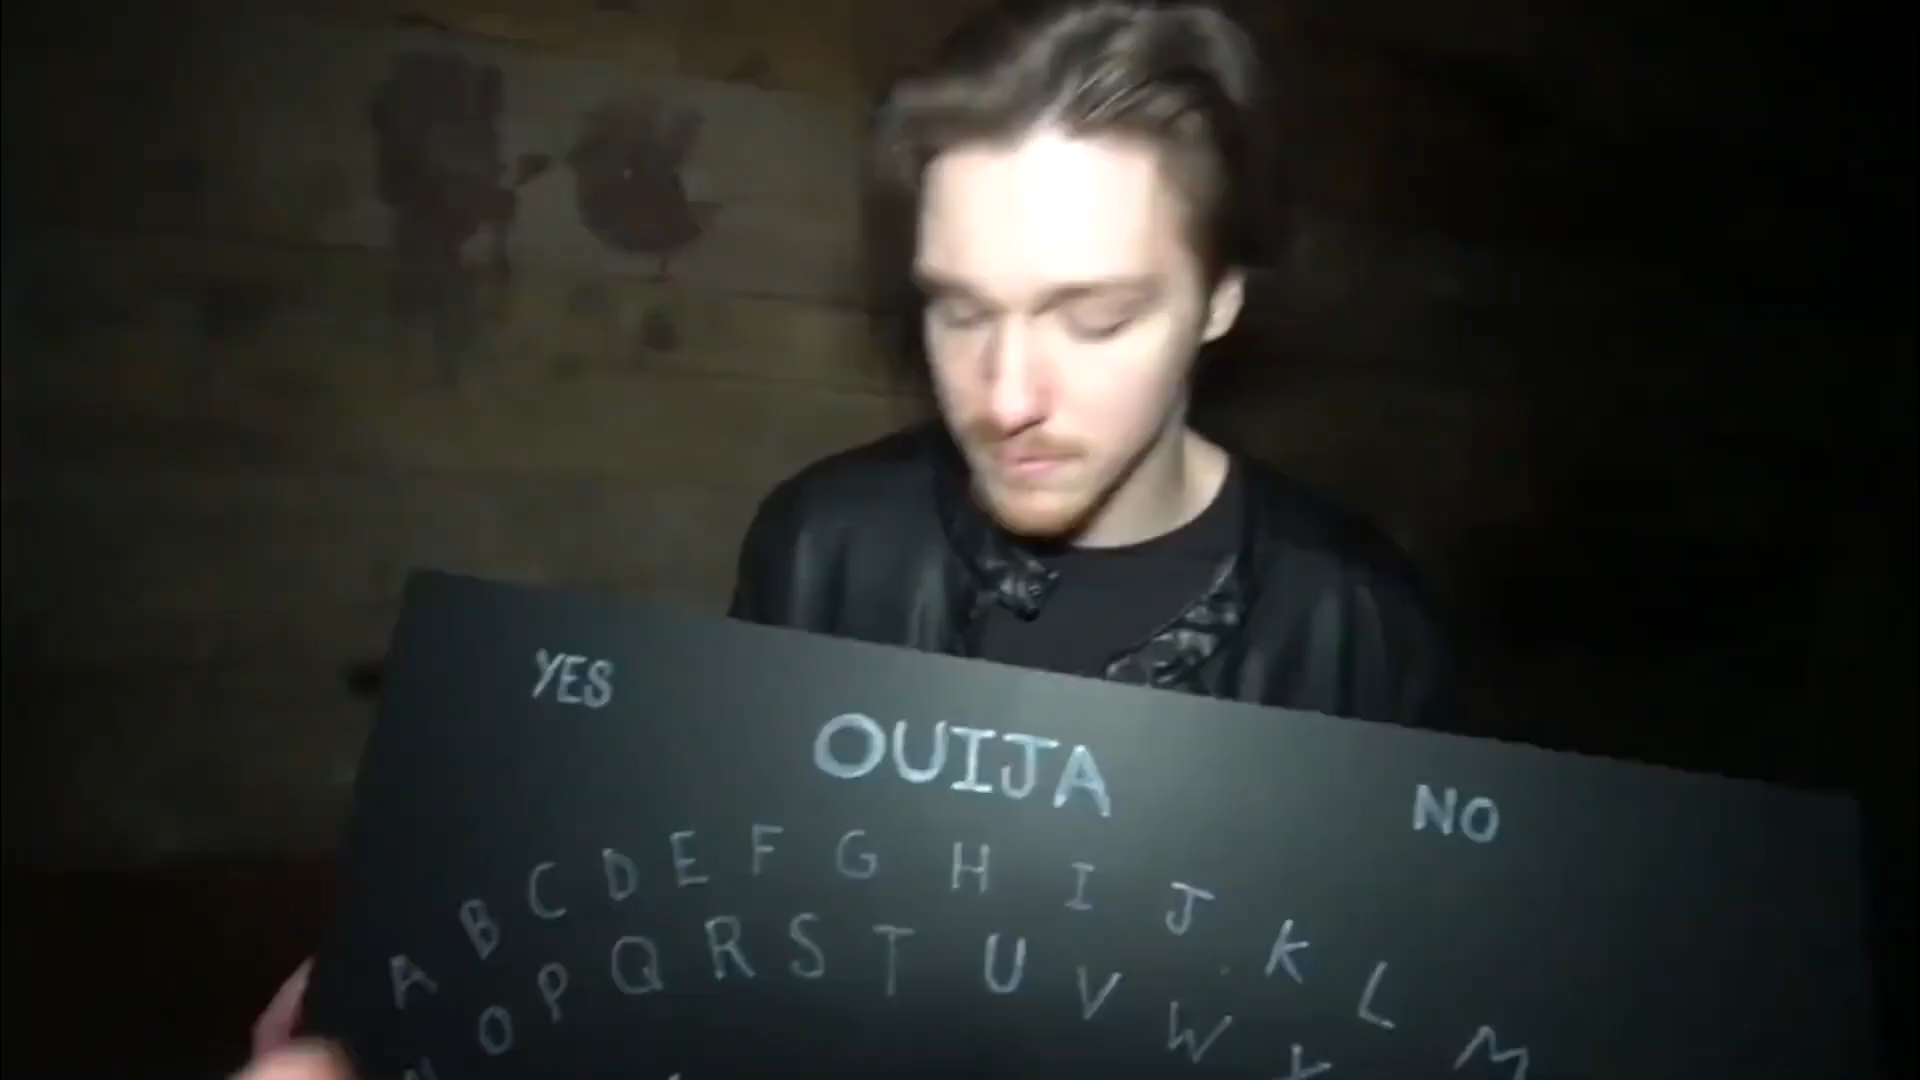 YES
OUIJA
NO
A B C D E F G H I J K L M
N O P Q R S T U V W X